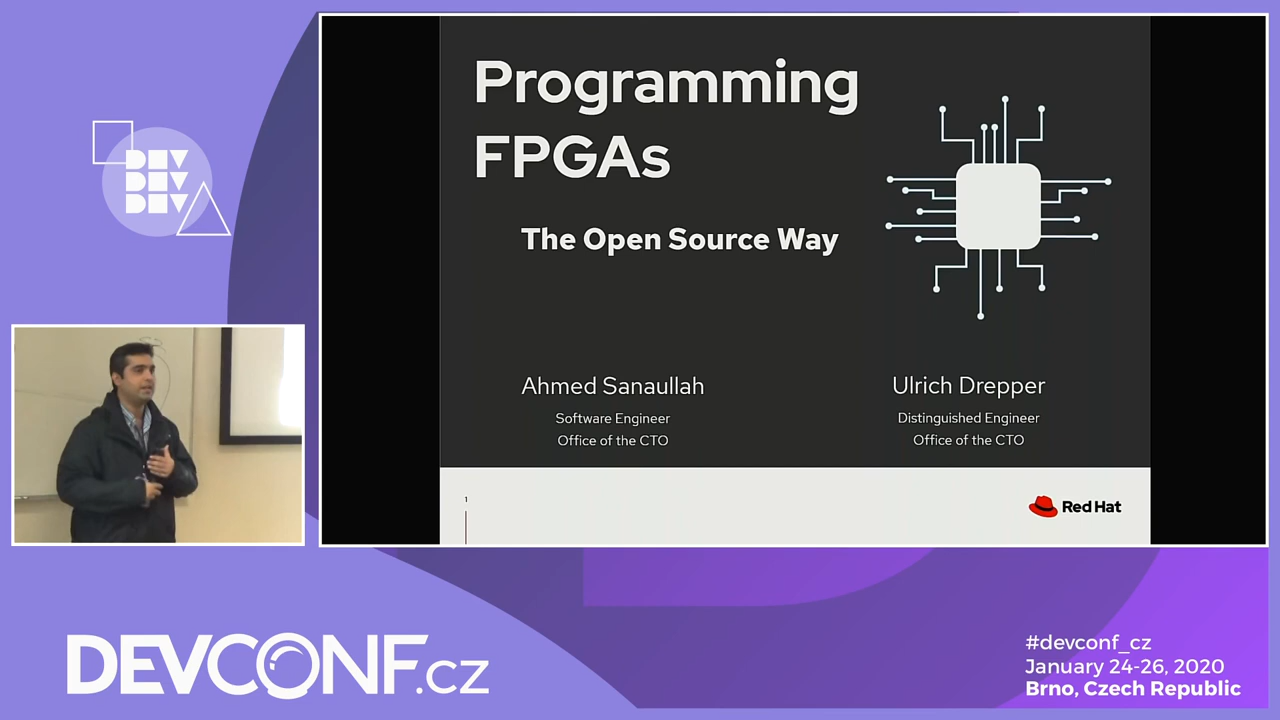 DEV
DEV
DEV
Programming
FPGAs
The Open Source Way
Ahmed Sanaullah
Software Engineer
Office of the CTO
Ulrich Drepper
Distinguished Engineer
Office of the CTO
1
Red Hat
DEVCONF.cz
#devconf_cz
January 24-26, 2020
Brno, Czech Republic